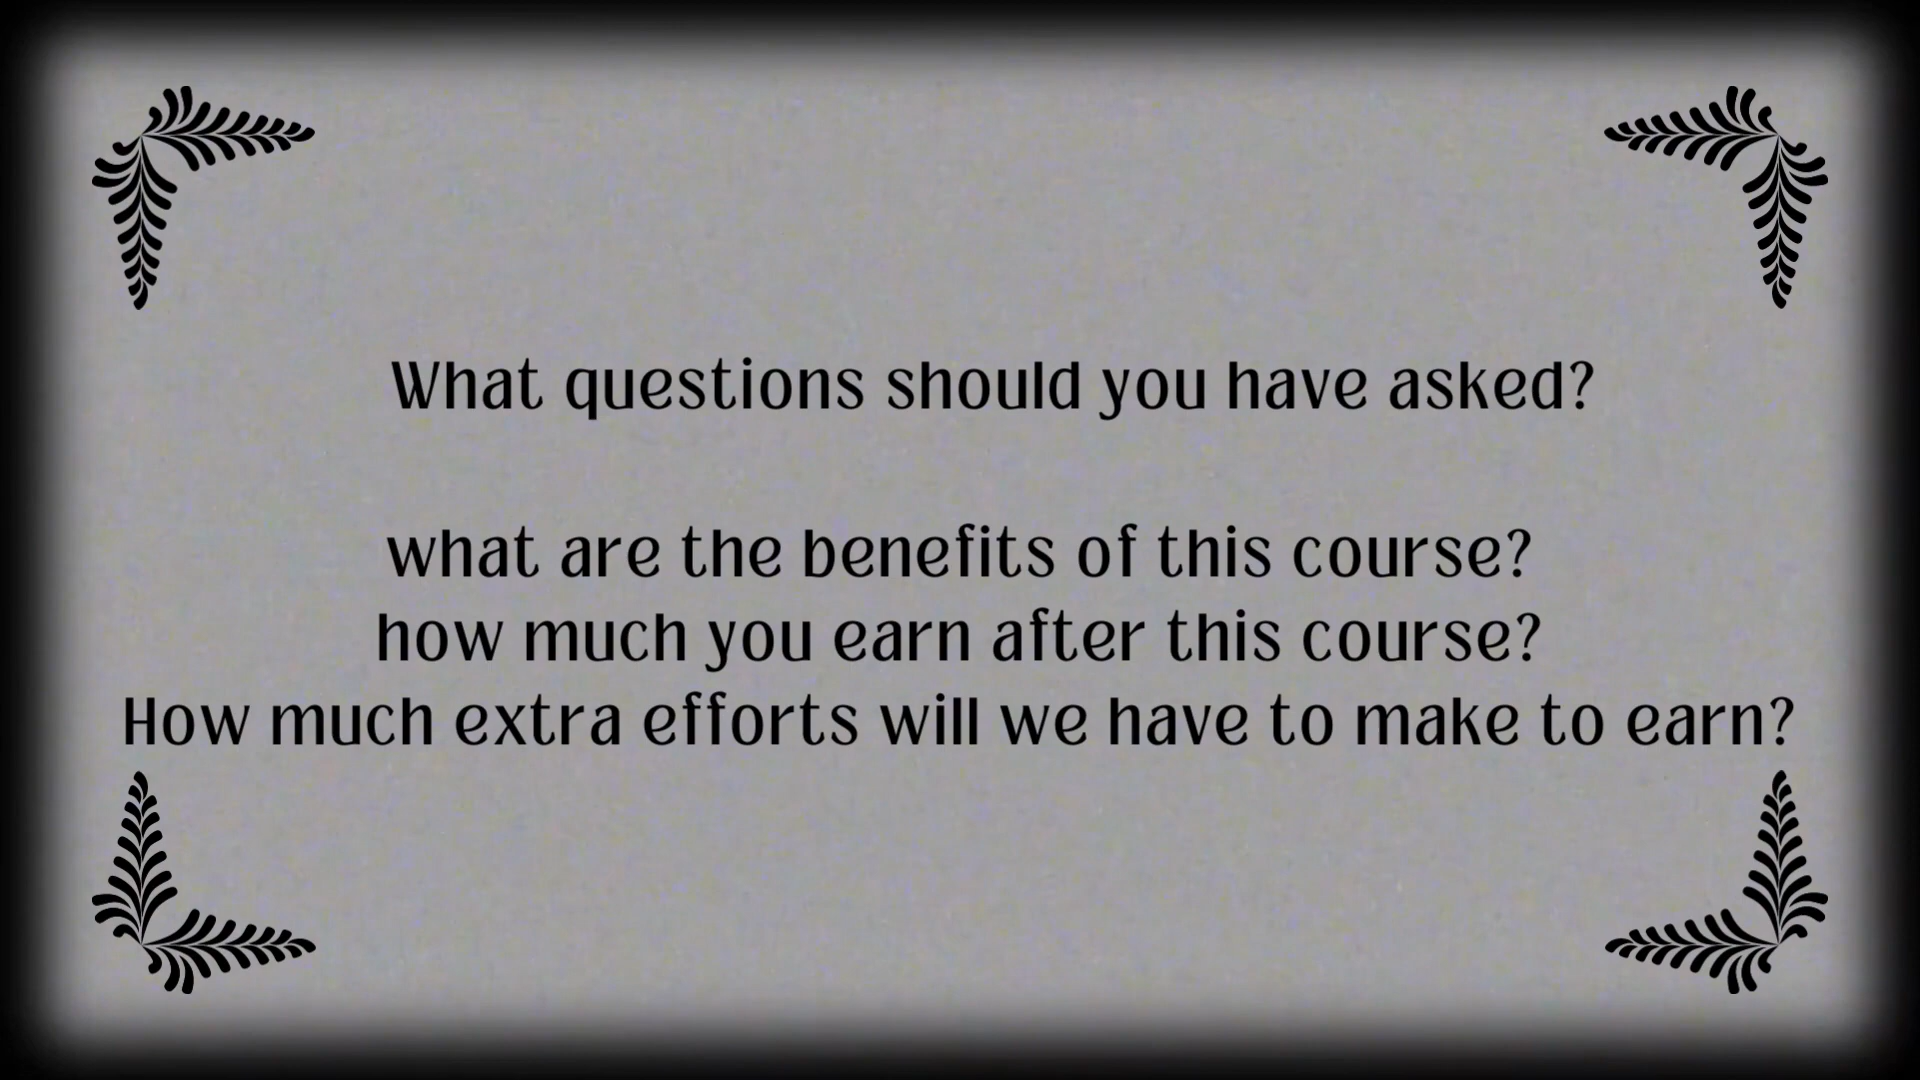 What questions should you have asked?
what are the benefits of this course?
how much you earn after this course?
How much extra efforts will we have to make to earn?